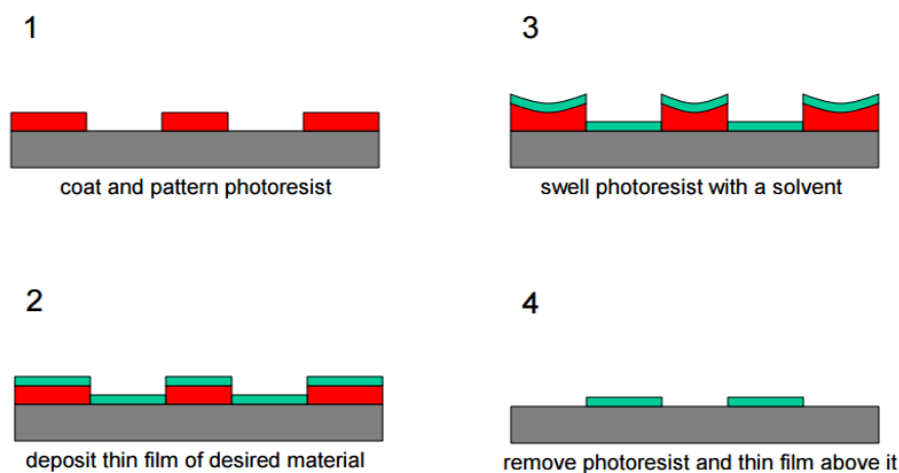 1
coat and pattern photoresist
2
deposit thin film of desired material
3
swell photoresist with a solvent
4
remove photoresist and thin film above it